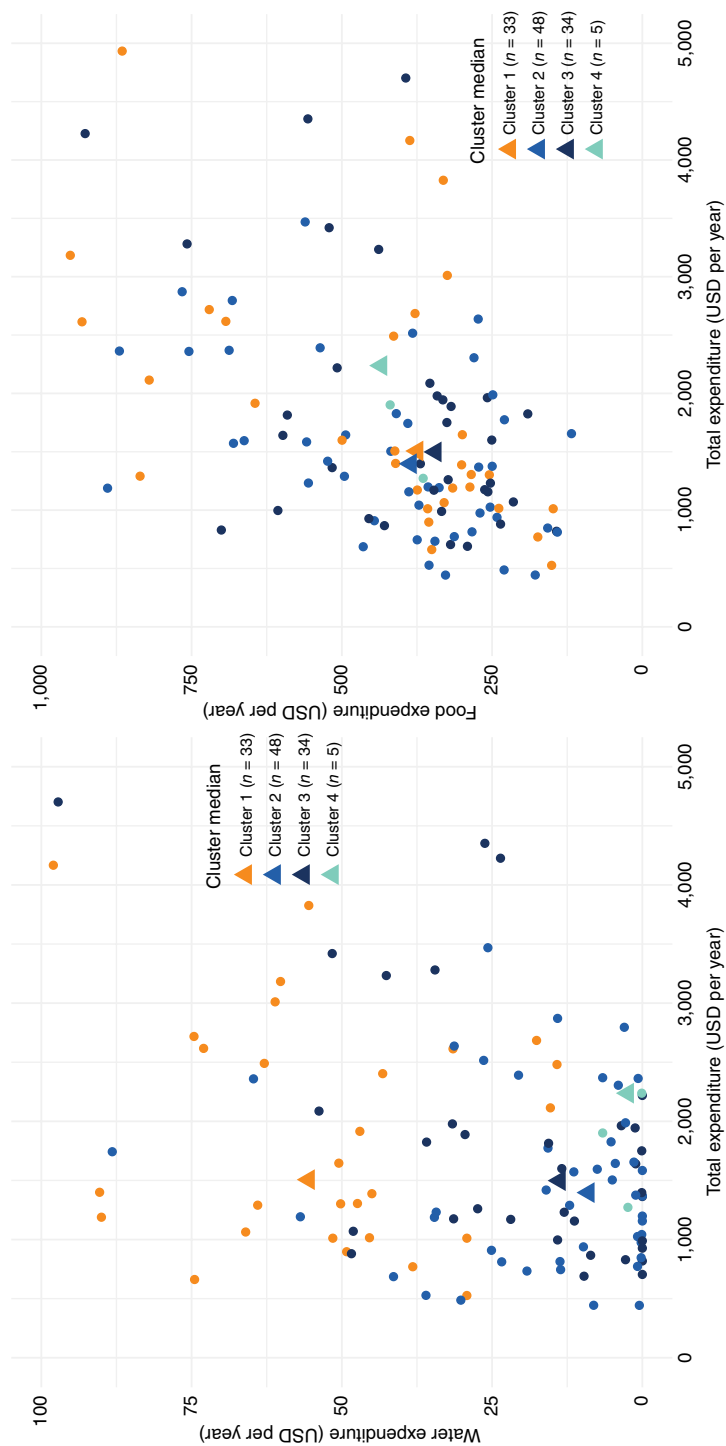 100
75
50
25
0
Water expenditure (USD per year)
0
1,000
2,000
3,000
4,000
5,000
Total expenditure (USD per year)
Cluster median
Cluster 1 (n = 33)
Cluster 2 (n = 48)
Cluster 3 (n = 34)
Cluster 4 (n = 5)
1,000
750
500
250
0
Food expenditure (USD per year)
0
1,000
2,000
3,000
4,000
5,000
Total expenditure (USD per year)
Cluster median
Cluster 1 (n = 33)
Cluster 2 (n = 48)
Cluster 3 (n = 34)
Cluster 4 (n = 5)